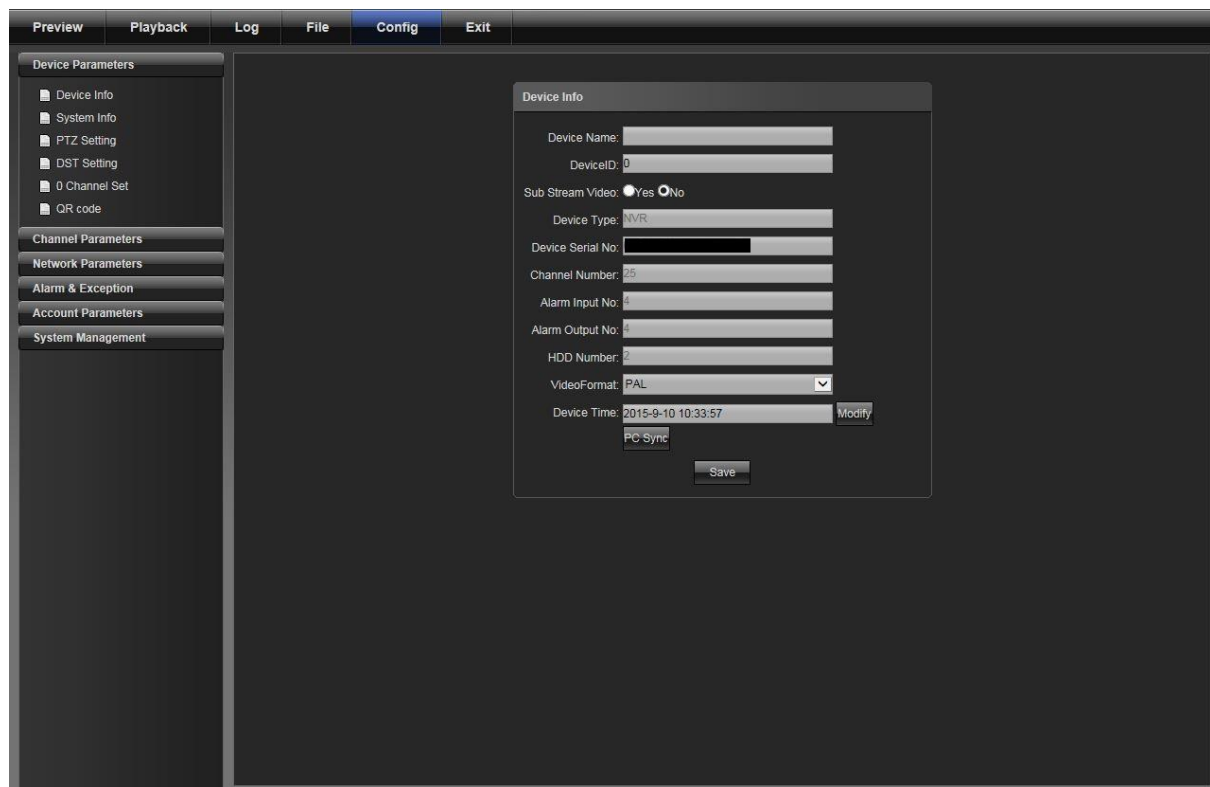 Preview Playback Log File Config Exit
Device Parameters
Device Info
System Info
PTZ Setting
DST Setting
0 Channel Set
QR code
Channel Parameters
Network Parameters
Alarm & Exception
Account Parameters
System Management
Device Info
Device Name:
DeviceID: 0
Sub Stream Video: Yes No
Device Type: NVR
Device Serial No:
Channel Number: 25
Alarm Input No: 4
Alarm Output No: 4
HDD Number: 2
VideoFormat: PAL
Device Time: 2015-9-10 10:33:57 Modify
PC Sync
Save